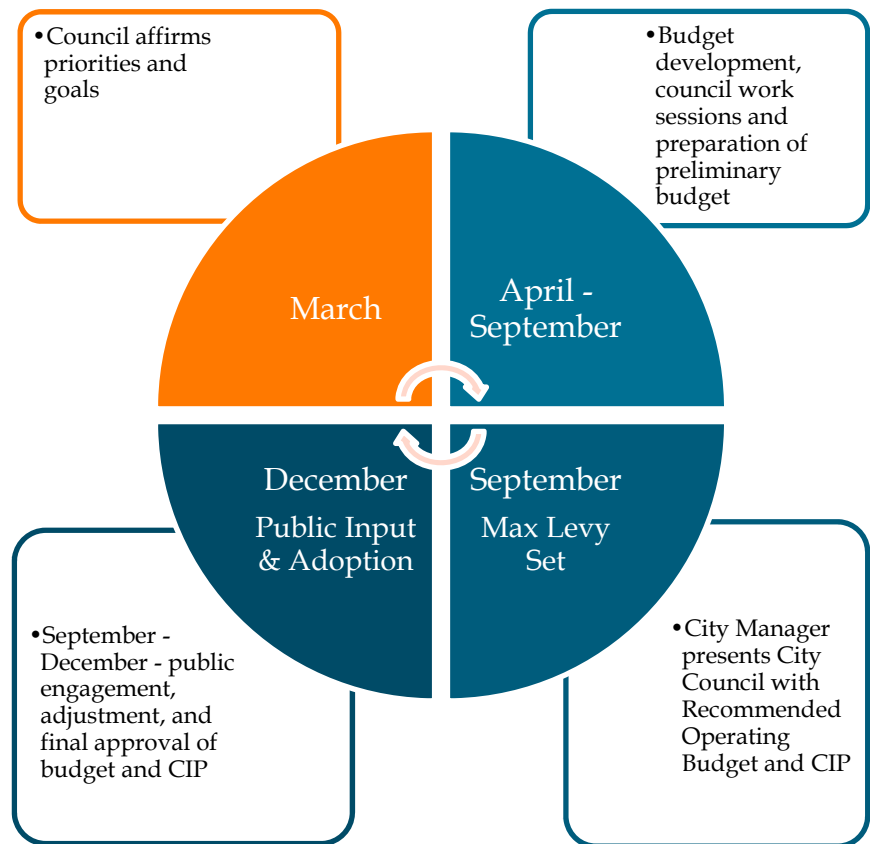 •Council affirms
priorities and
goals
•Budget
development,
council work
sessions and
preparation of
preliminary
budget
March
April -
September
December
Public Input
& Adoption
September
Max Levy
Set
•September -
December - public
engagement,
adjustment, and
final approval of
budget and CIP
•City Manager
presents City
Council with
Recommended
Operating
Budget and CIP